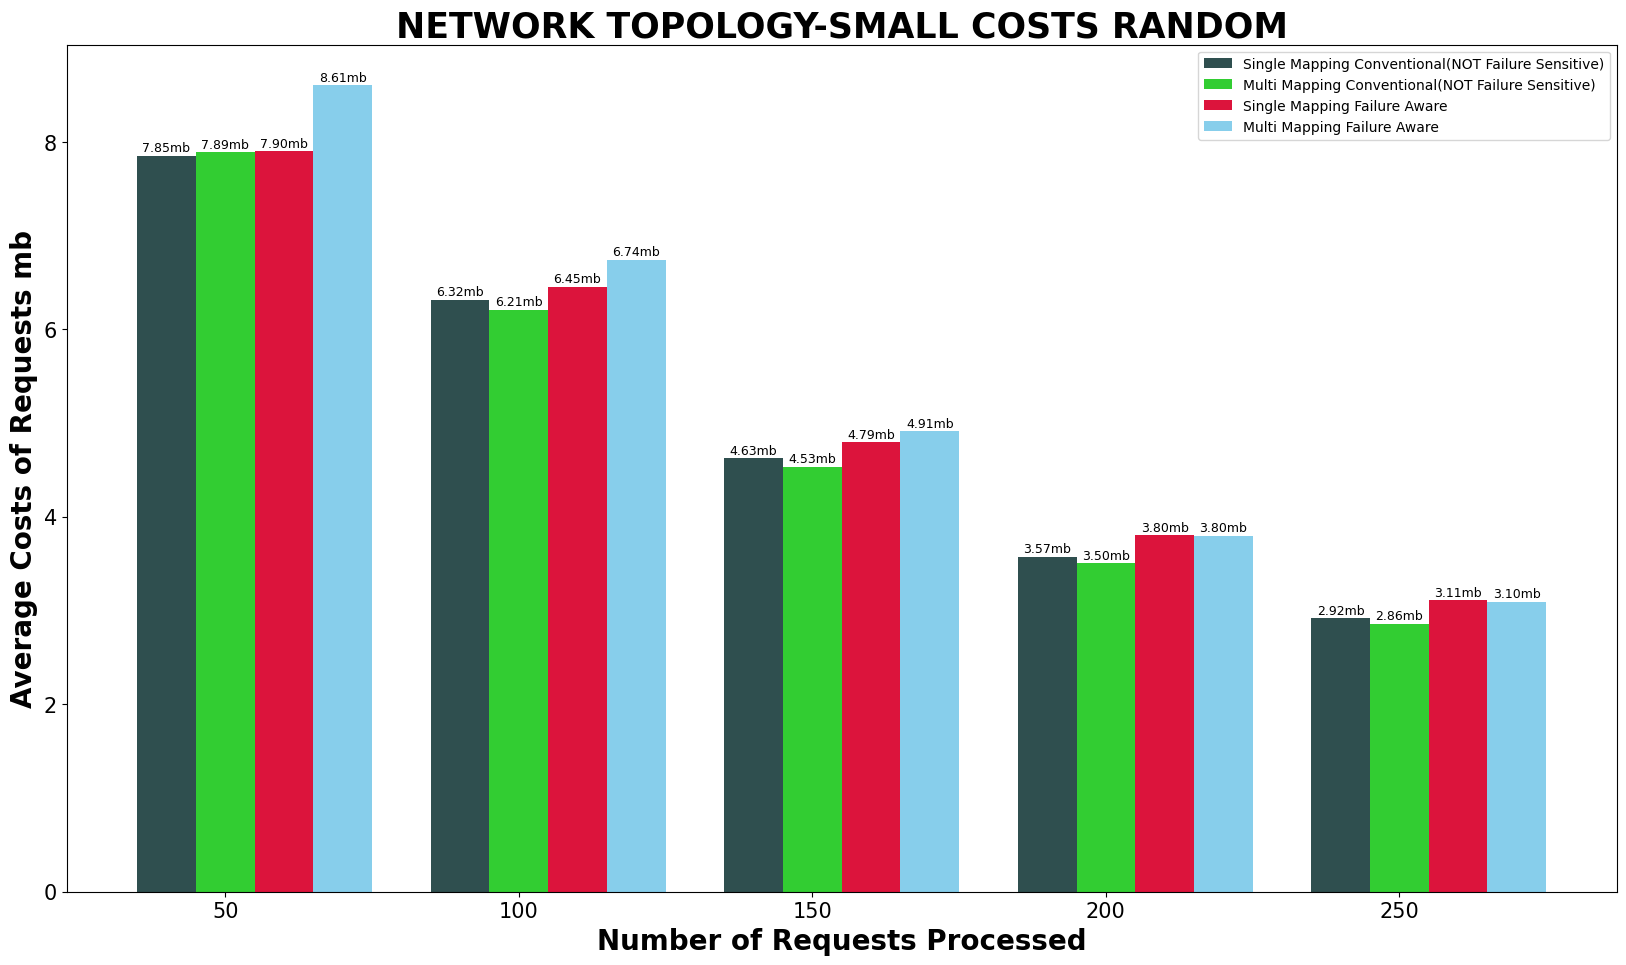 NETWORK TOPOLOGY-SMALL COSTS RANDOM
Single Mapping Conventional(NOT Failure Sensitive)
Multi Mapping Conventional(NOT Failure Sensitive)
Single Mapping Failure Aware
Multi Mapping Failure Aware
Average Costs of Requests mb
8
6
4
2
0
7.85mb
7.89mb
7.90mb
8.61mb
6.32mb
6.21mb
6.45mb
6.74mb
4.63mb
4.53mb
4.79mb
4.91mb
3.57mb
3.50mb
3.80mb
3.80mb
2.92mb
2.86mb
3.11mb
3.10mb
50
100
150
200
250
Number of Requests Processed